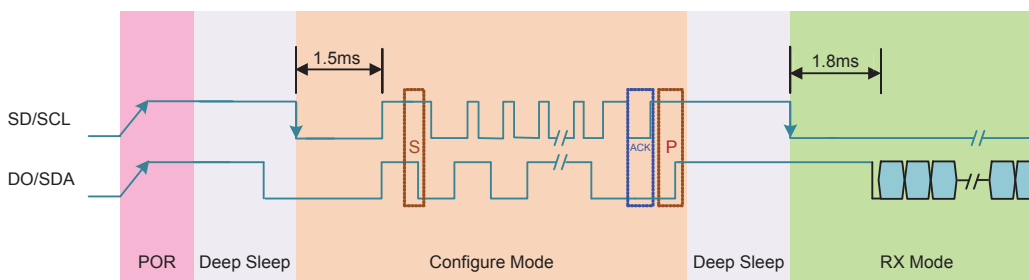 1.5ms
1.8ms
SD/SCL
S
ACK
P
DO/SDA
POR
Deep Sleep
Configure Mode
Deep Sleep
RX Mode